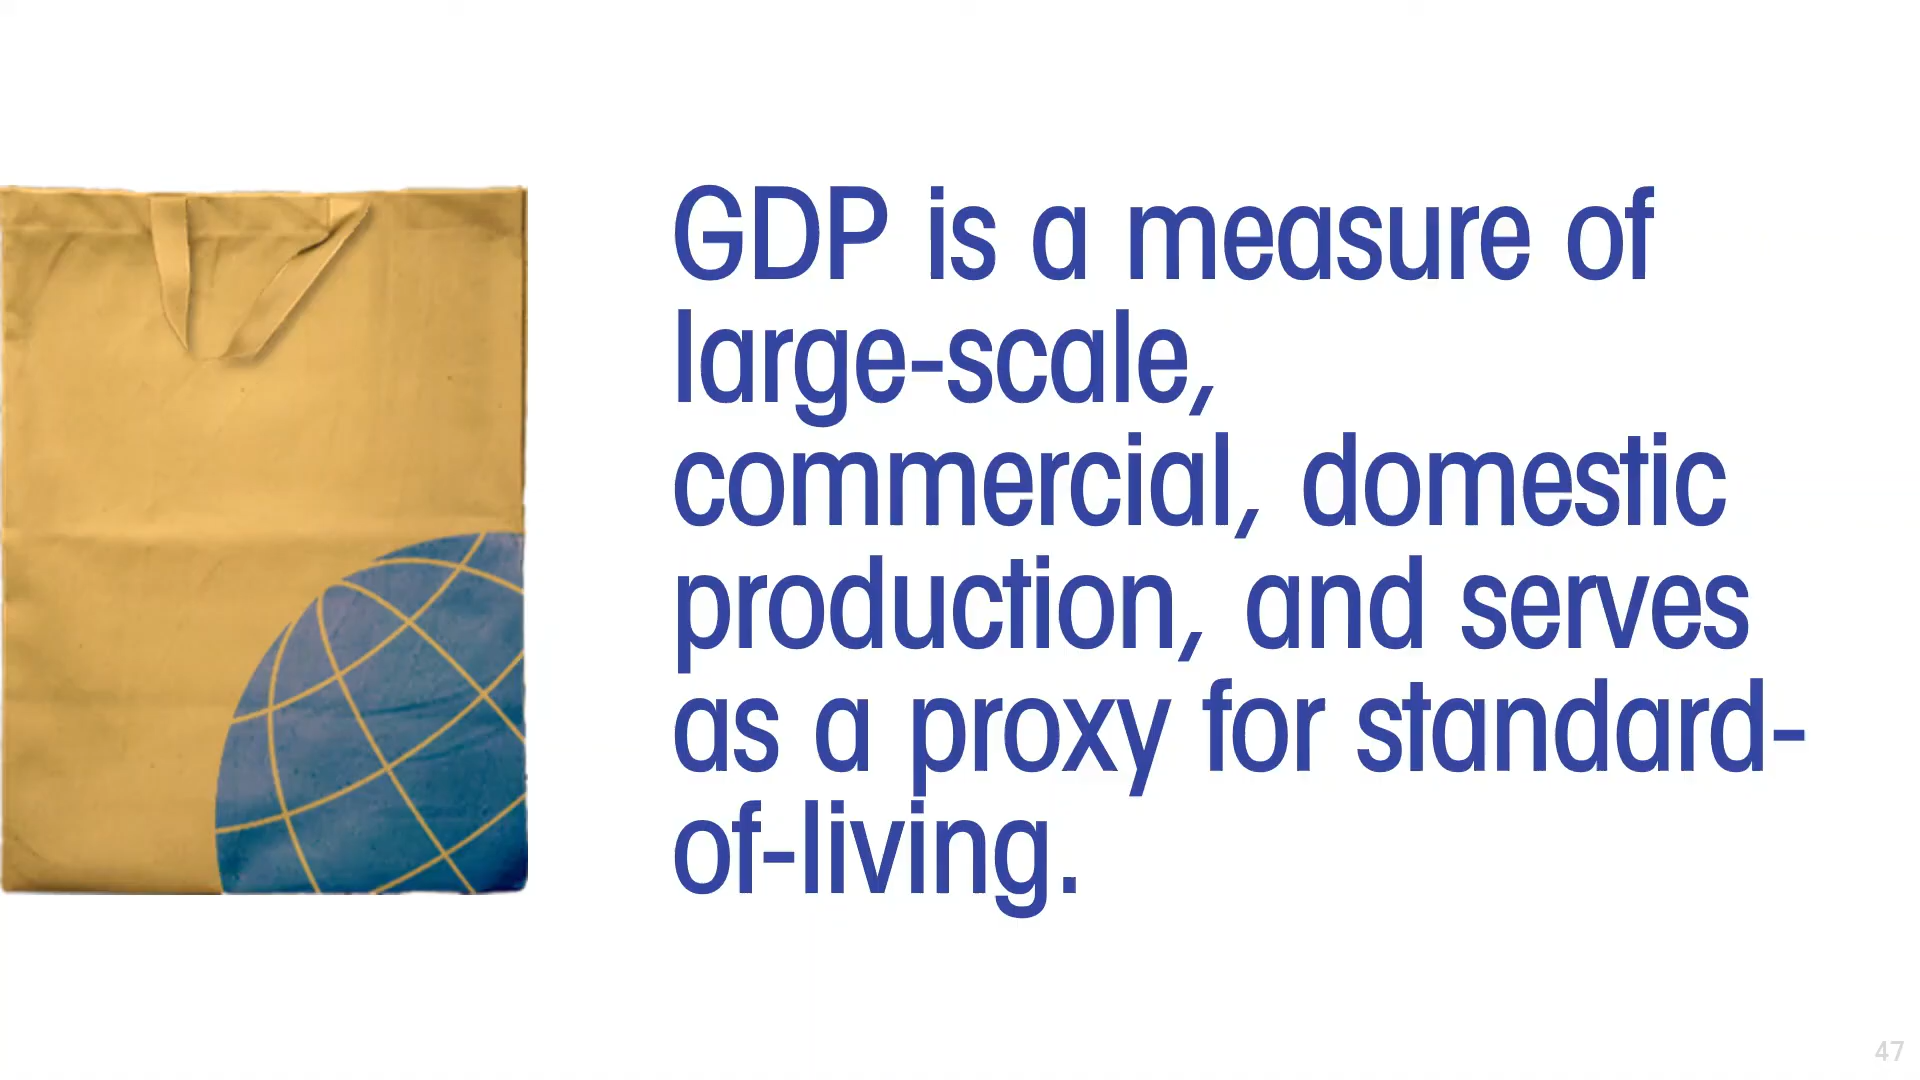 GDP is a measure of
large-scale,
commercial, domestic
production, and serves
as a proxy for standard-
of-living.
47